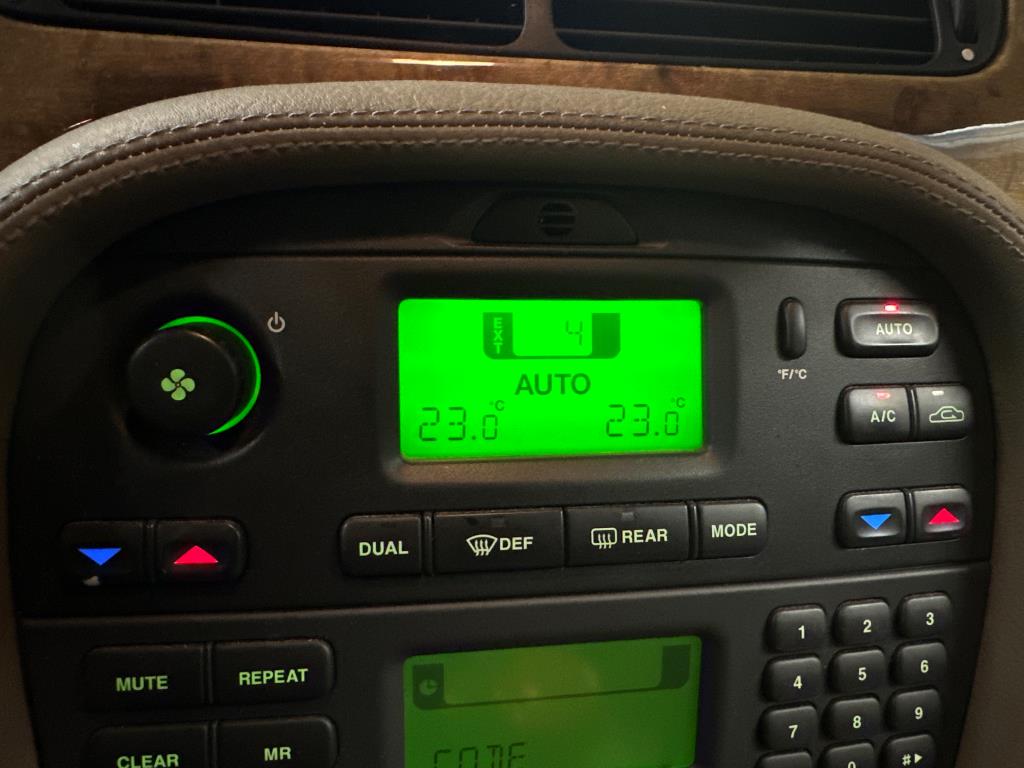 EXT 4
AUTO
23.0°C 23.0°C
°F/°C
AUTO
A/C
DUAL DEF REAR MODE
MUTE REPEAT
CLEAR MR
CODE
1 2 3
4 5 6
7 8 9
0 #